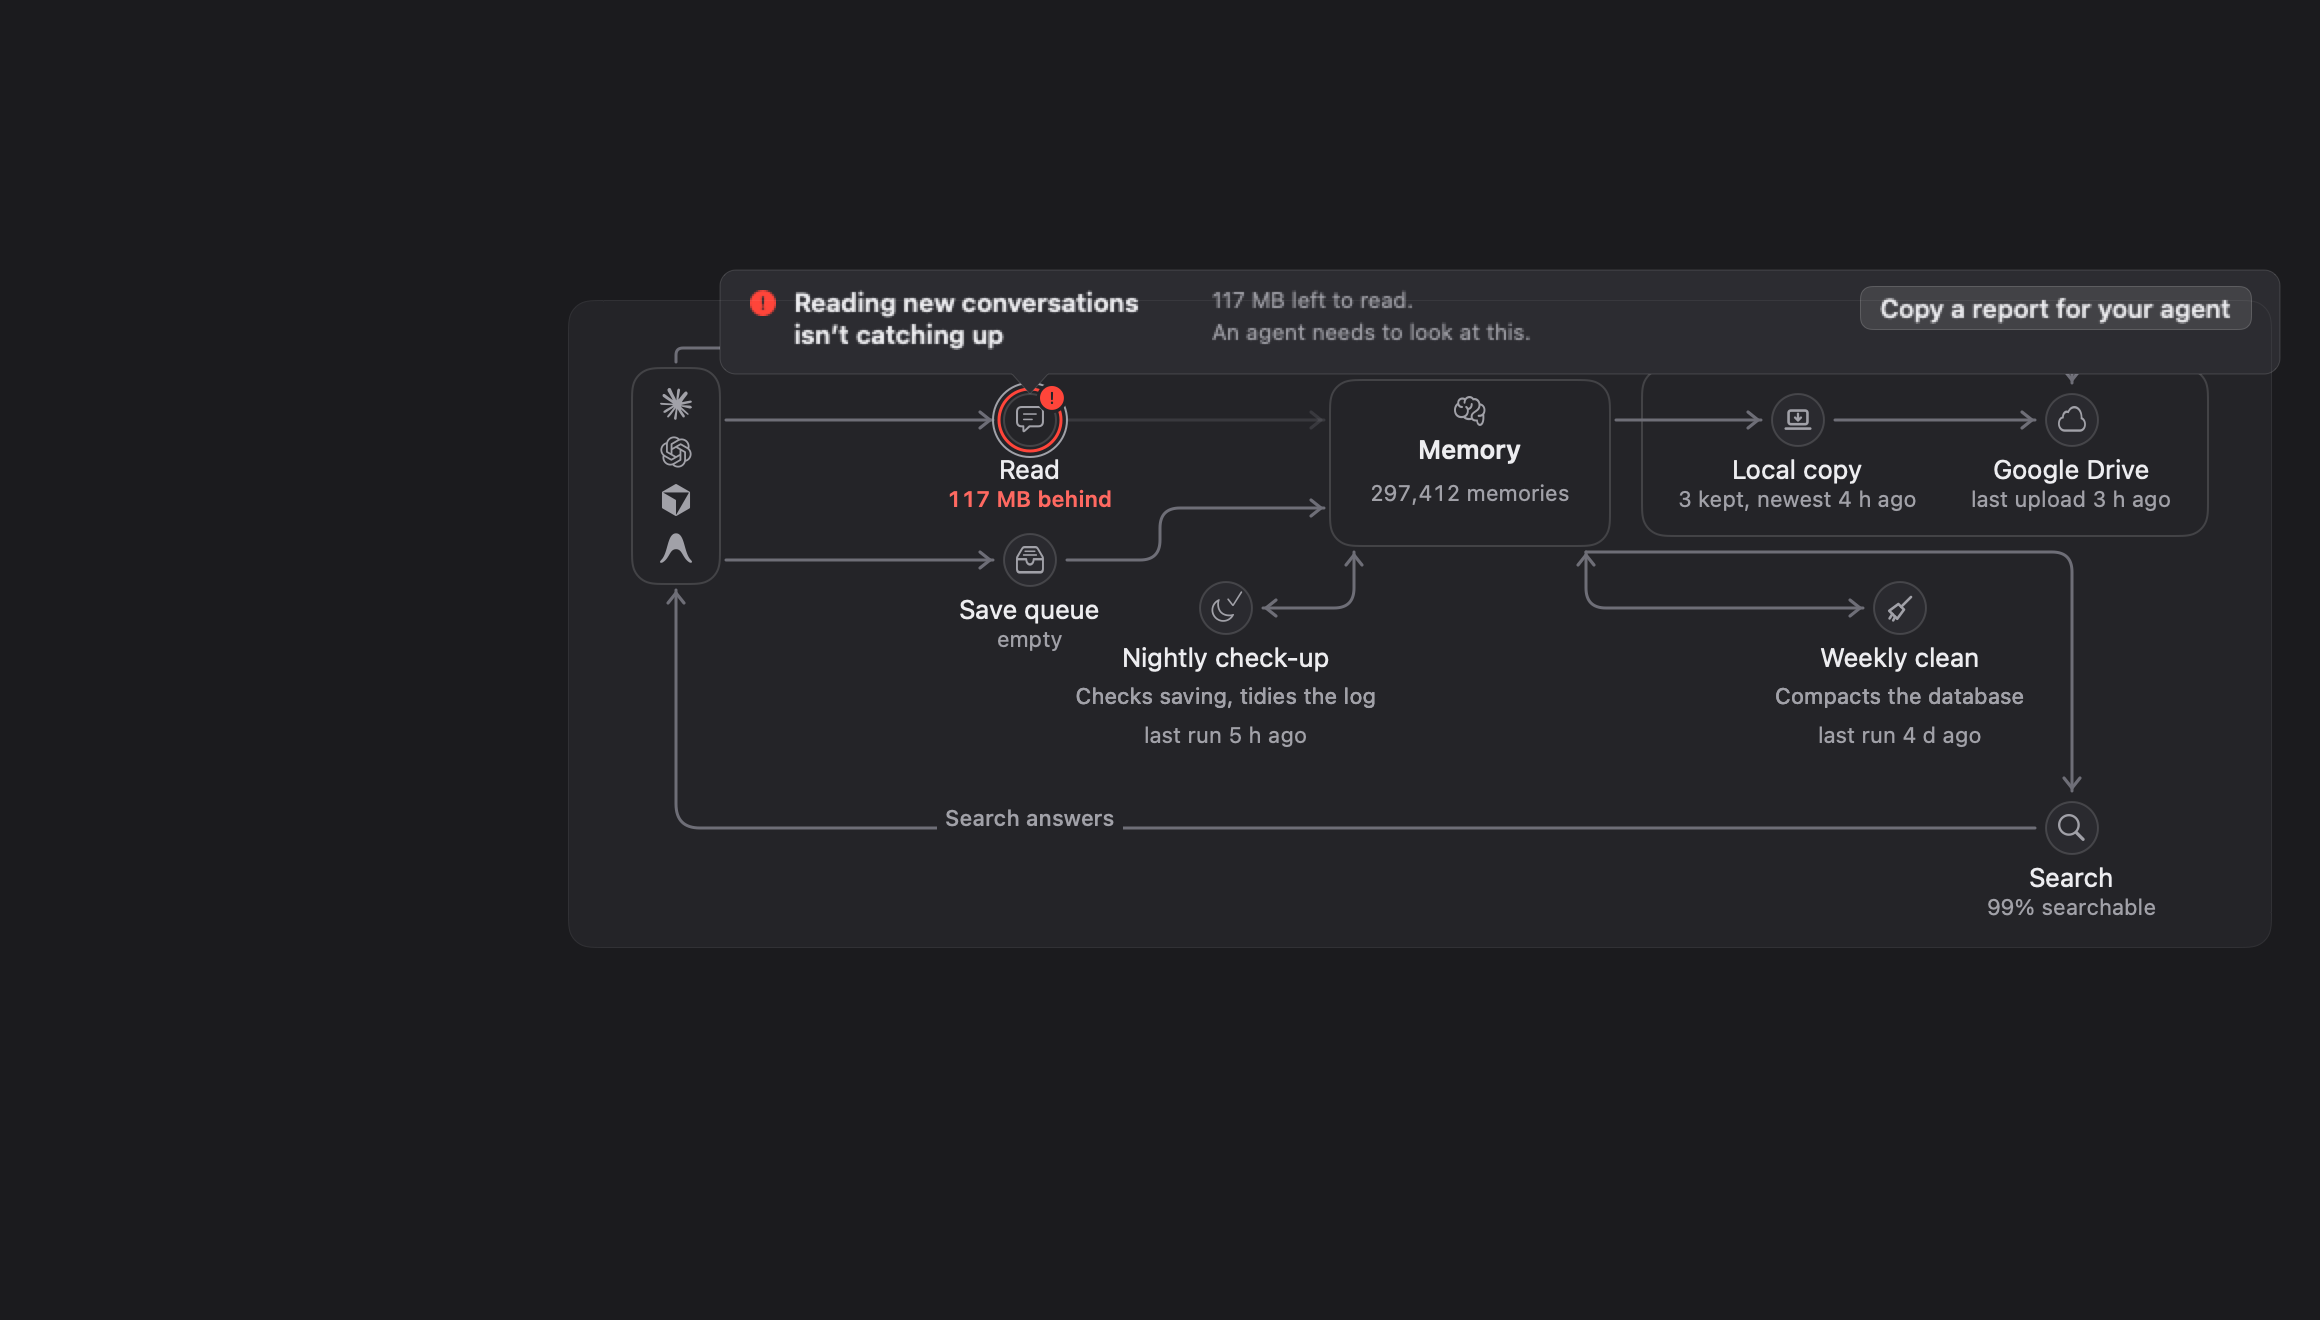 Reading new conversations
isn't catching up
117 MB left to read.
An agent needs to look at this.
Copy a report for your agent
Read
117 MB behind
Memory
297,412 memories
Local copy
3 kept, newest 4 h ago
Google Drive
last upload 3 h ago
Save queue
empty
Nightly check-up
Checks saving, tidies the log
last run 5 h ago
Weekly clean
Compacts the database
last run 4 d ago
Search answers
Search
99% searchable